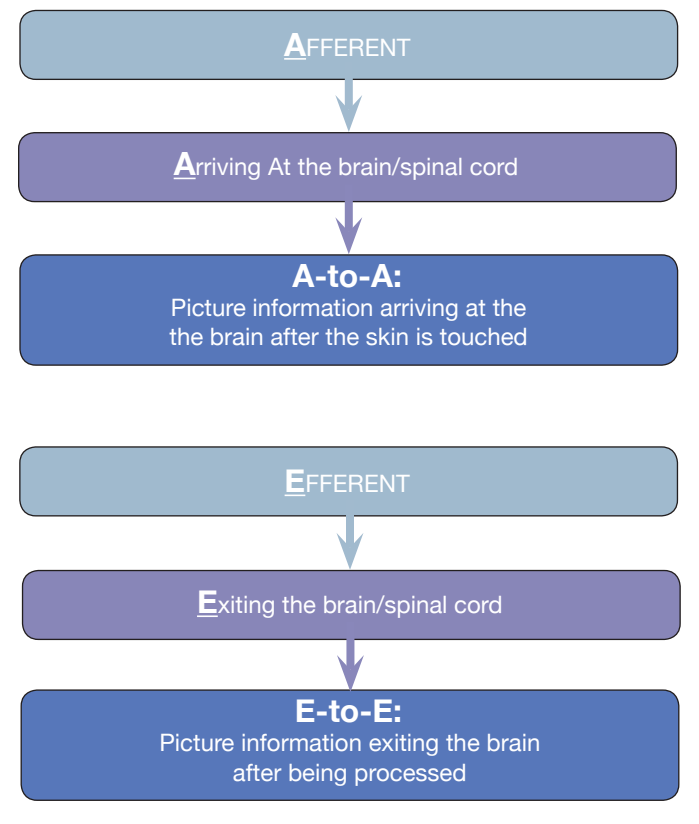 AFFERENT
Arriving At the brain/spinal cord
A-to-A:
Picture information arriving at the
the brain after the skin is touched
EFFERENT
Exiting the brain/spinal cord
E-to-E:
Picture information exiting the brain
after being processed